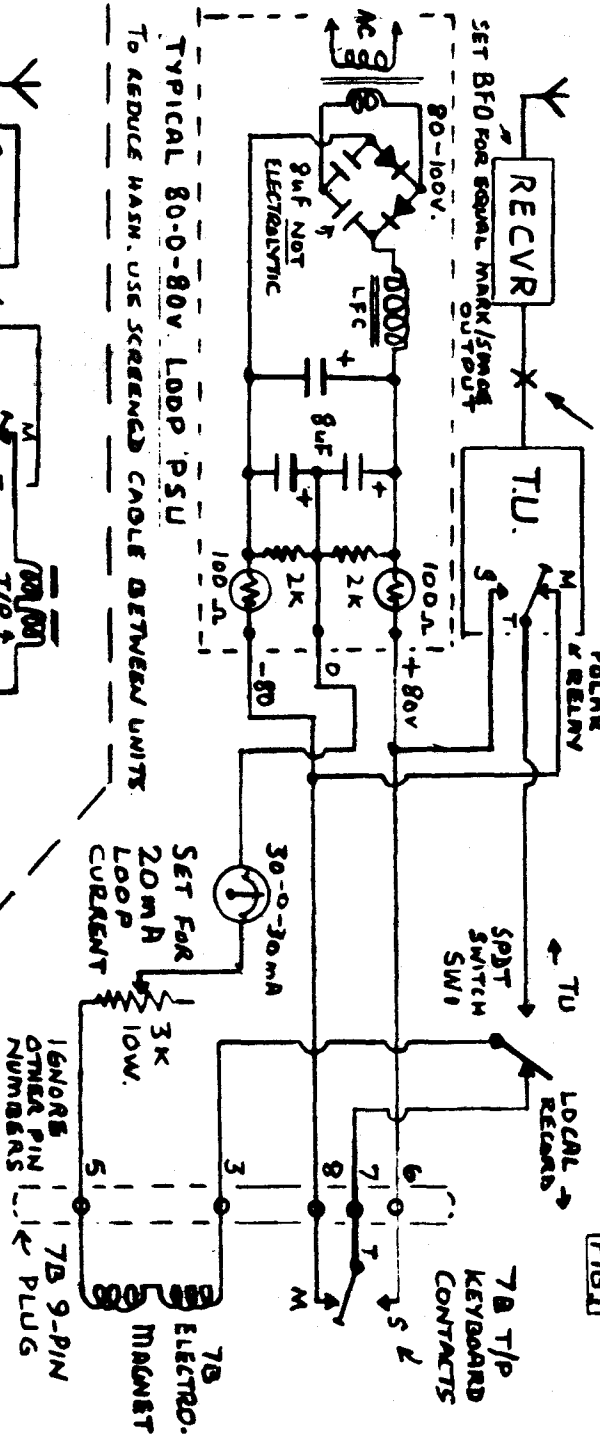 RECVR
SET BFO FOR EQUAL MARK/SPACE
OUTPUT
T.U.
M
S
T
POLAR
RELAY
← TU
SPDT
SWITCH
SW1
LOCAL →
RECORD
AC
80-100V.
8uF NOT
ELECTROLYTIC
LFC
+
8uF
+
+
2K
2K
100Ω
100Ω
+80V
0
-80
30-0-30mA
SET FOR
20mA
LOOP
CURRENT
3K
10W.
6
7
8
3
5
T
S
M
7B T/P
KEYBOARD
CONTACTS
7B
ELECTRO.
MAGNET
IGNORE
OTHER PIN
NUMBERS
7B 9-PIN
← PLUG
TYPICAL 80-0-80V. LOOP PSU
TO REDUCE HASH. USE SCREENED CABLE BETWEEN UNITS
M
T/P